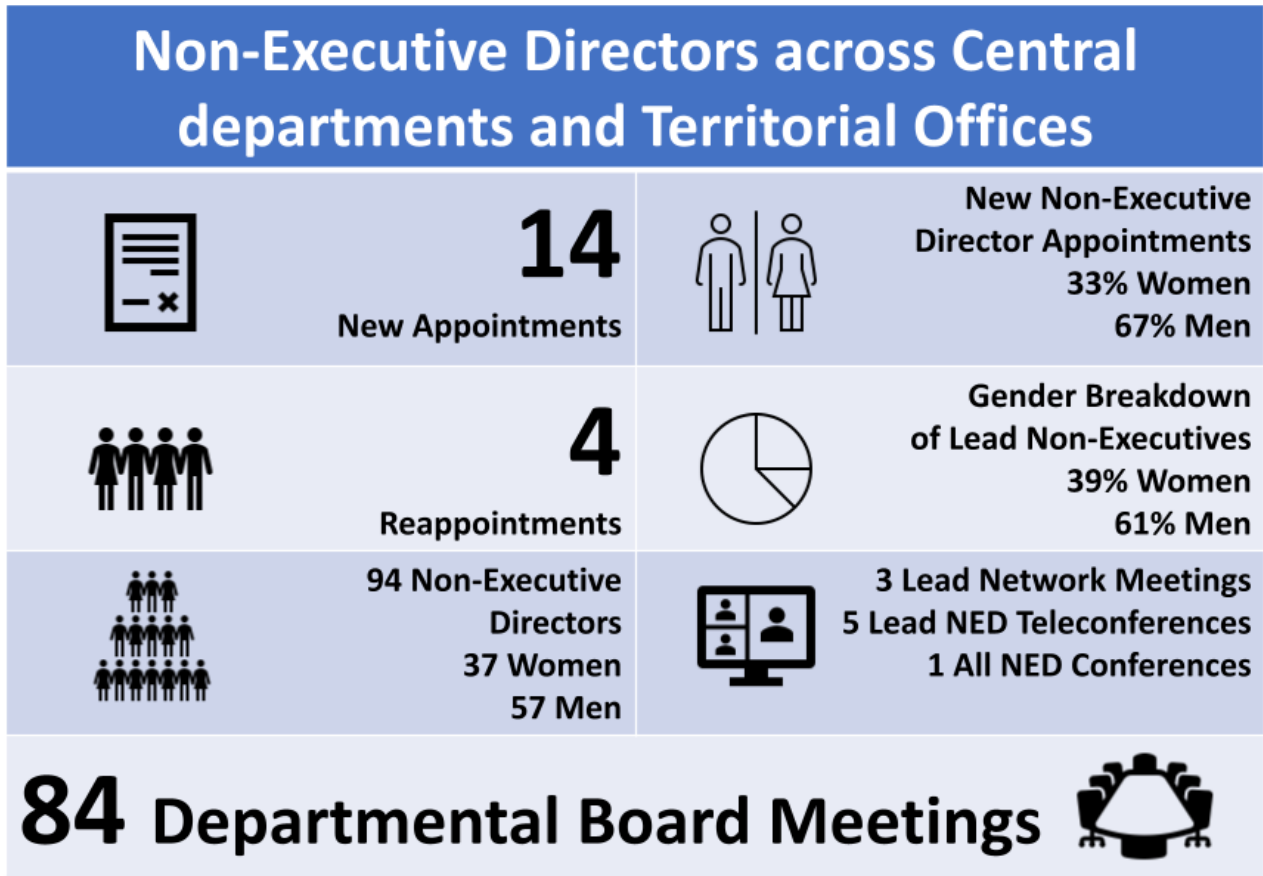 Non-Executive Directors across Central
departments and Territorial Offices
14
New Appointments
New Non-Executive
Director Appointments
33% Women
67% Men
4
Reappointments
Gender Breakdown
of Lead Non-Executives
39% Women
61% Men
94 Non-Executive
Directors
37 Women
57 Men
3 Lead Network Meetings
5 Lead NED Teleconferences
1 All NED Conferences
84 Departmental Board Meetings